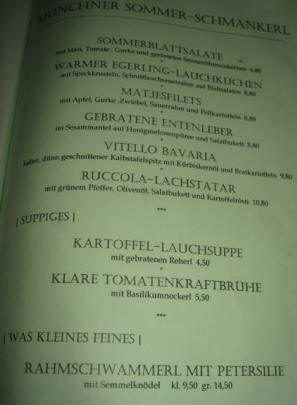 MÜNCHNER SOMMER-SCHMANKERL
SOMMERBLATTSALATE
mit Mais, Tomate, Gurke und gerösteten Sonnenblumenkernen 6,80
*
WARMER EGERLING-LAUCHKUCHEN
mit Speckkrusteln, Schnittlauchsauerrahm auf Blattsalaten 8,80
*
MATJESFILETS
mit Apfel, Gurke, Zwiebel, Sauerrahm und Pellkartoffeln 8,80
*
GEBRATENE ENTENLEBER
im Sesammantel auf Honigmelonenpüree und Salatbukett 8,80
*
VITELLO BAVARIA
kalter, dünn geschnittener Kalbstafelspitz mit Kürbiskernöl und Bratkartoffeln 9,80
*
RUCCOLA-LACHSTATAR
mit grünem Pfeffer, Olivenöl, Salatbukett und Kartoffelrösti 10,80
***
| SUPPIGES |
KARTOFFEL-LAUCHSUPPE
mit gebratenen Reherl 4,50
*
KLARE TOMATENKRAFTBRÜHE
mit Basilikumnockerl 5,50
***
| WAS KLEINES FEINES |
RAHMSCHWAMMERL MIT PETERSILIE
mit Semmelknödel kl. 9,50 gr. 14,50